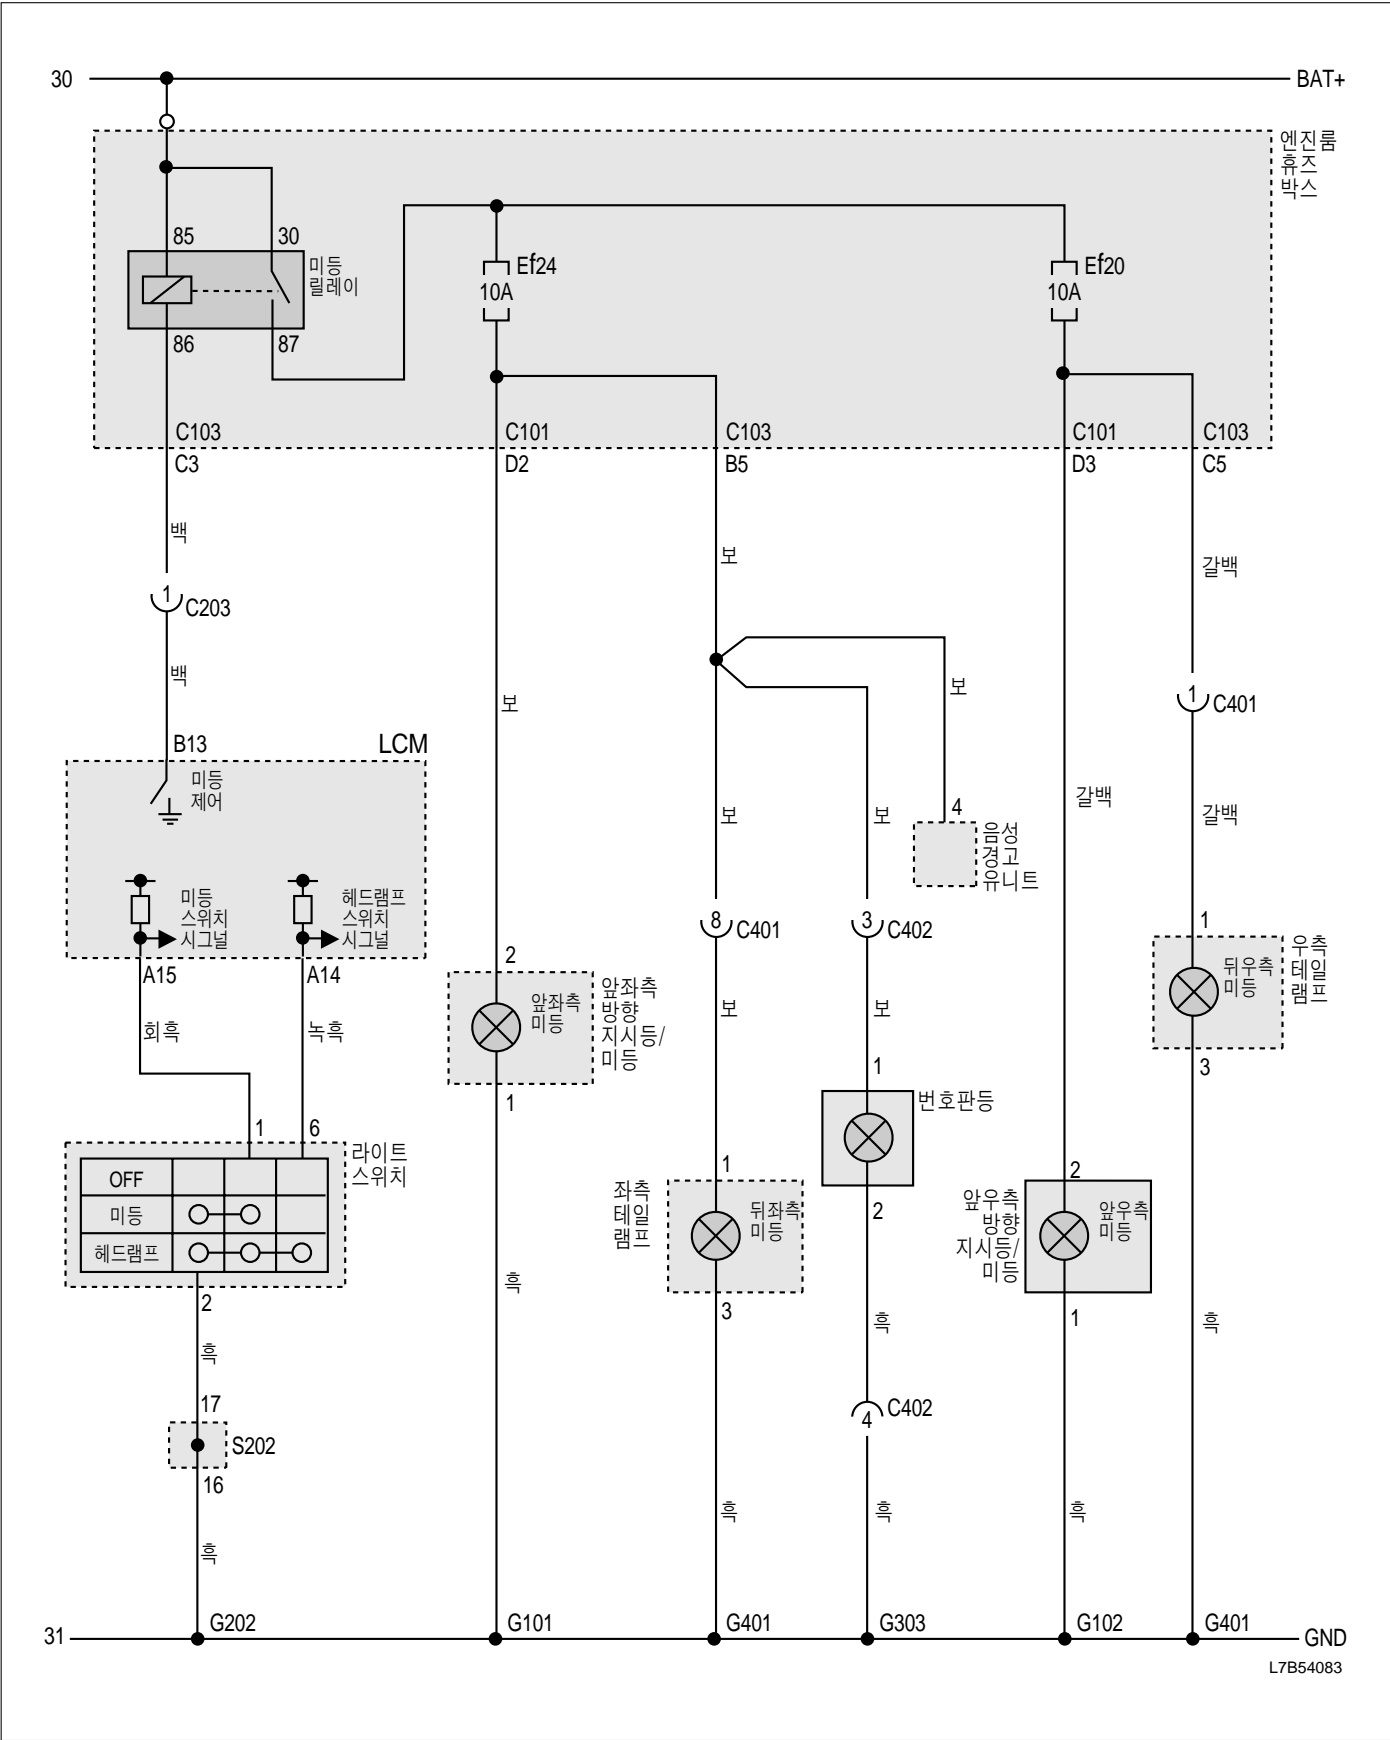 30
BAT+
엔진룸
휴즈
박스
85
30
미등
릴레이
86
87
Ef24
10A
Ef20
10A
C103
C101
C103
C101
C103
C3
D2
B5
D3
C5
백
보
갈백
1
C203
백
보
보
1
C401
B13
LCM
미등
제어
갈백
갈백
보
보
4
음성
경고
유니트
미등
스위치
시그널
헤드램프
스위치
시그널
8
C401
3
C402
A15
A14
2
1
우측
테일
램프
뒤우측
미등
앞좌측
미등
앞좌측
방향
지시등/
미등
회흑
녹흑
보
보
3
1
1
번호판등
1
6
라이트
스위치
OFF
미등
헤드램프
좌측
테일
램프
1
뒤좌측
미등
2
앞우측
방향
지시등/
미등
2
앞우측
미등
2
흑
3
1
흑
흑
흑
17
S202
16
4
C402
흑
흑
흑
흑
31
G202
G101
G401
G303
G102
G401
GND
L7B54083